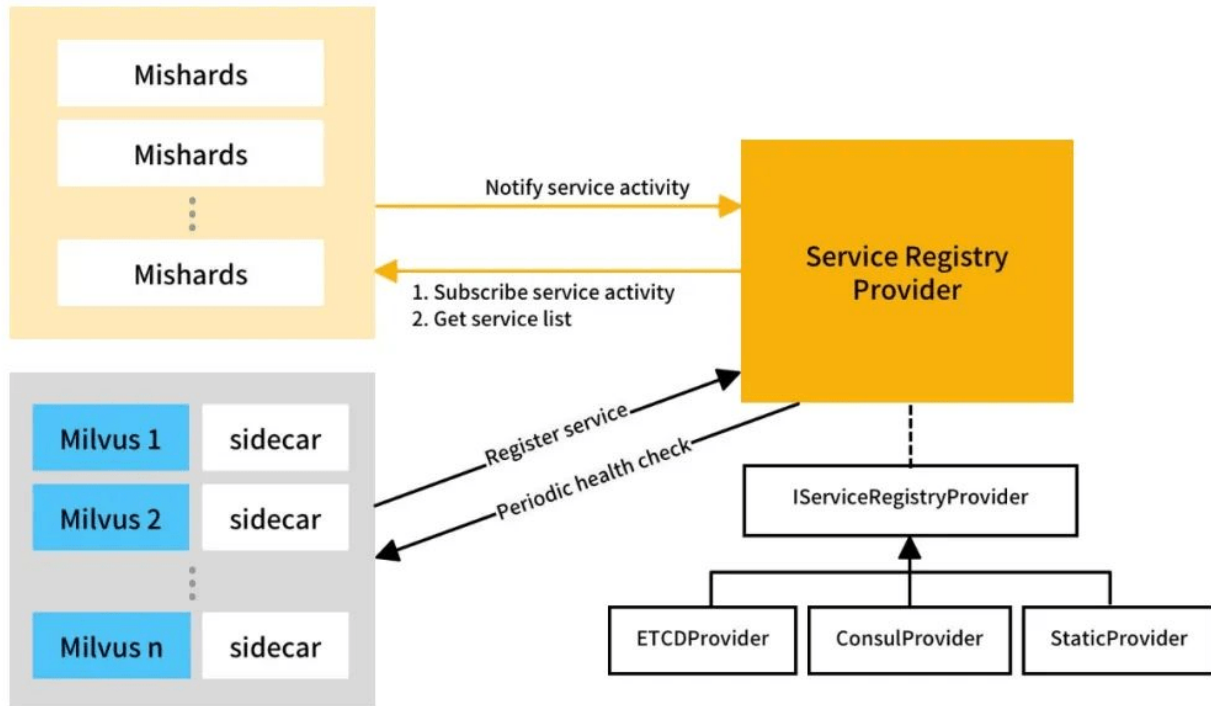 Mishards
Mishards
Mishards
Notify service activity
1. Subscribe service activity
2. Get service list
Service Registry
Provider
Milvus 1
sidecar
Milvus 2
sidecar
Milvus n
sidecar
Register service
Periodic health check
IServiceRegistryProvider
ETCDProvider
ConsulProvider
StaticProvider